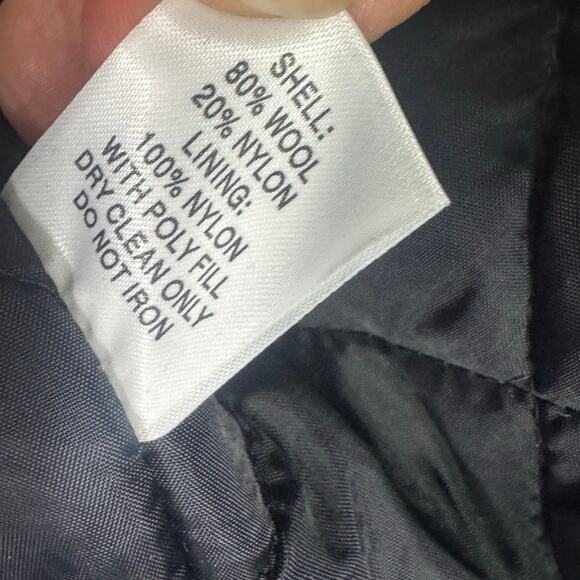 SHELL:
80% WOOL
20% NYLON
LINING:
100% NYLON
WITH POLY FILL
DRY CLEAN ONLY
DO NOT IRON